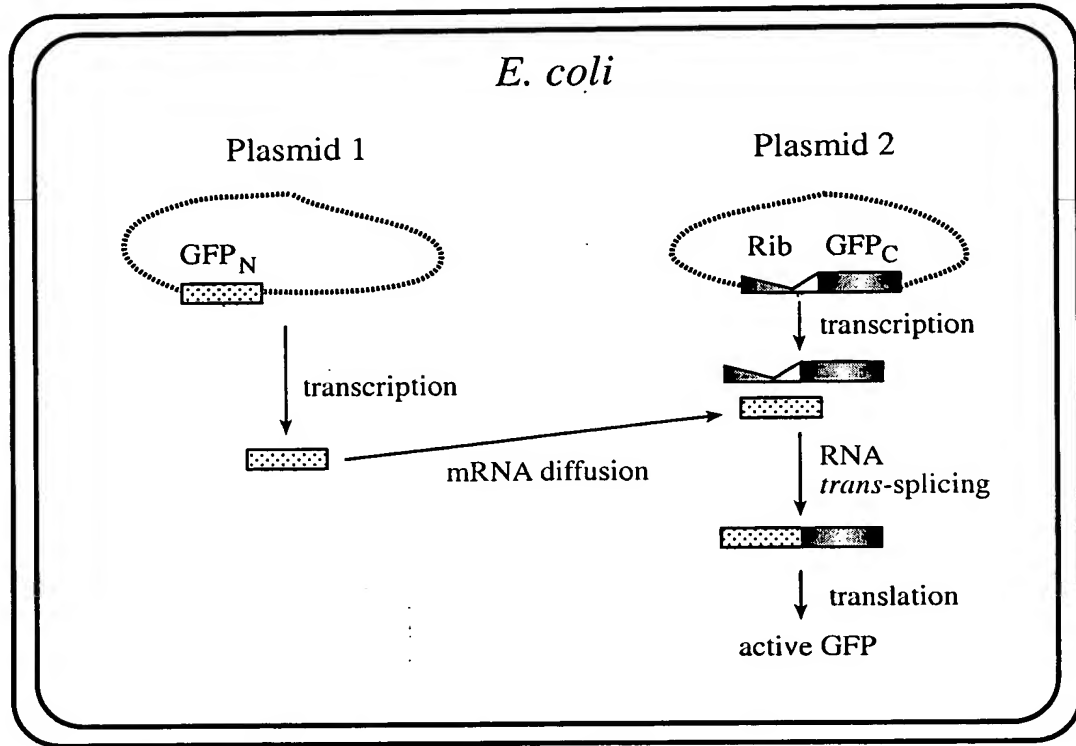 E. coli
Plasmid 1
Plasmid 2
GFPN
Rib GFPC
transcription
transcription
mRNA diffusion
RNA
trans-splicing
translation
active GFP